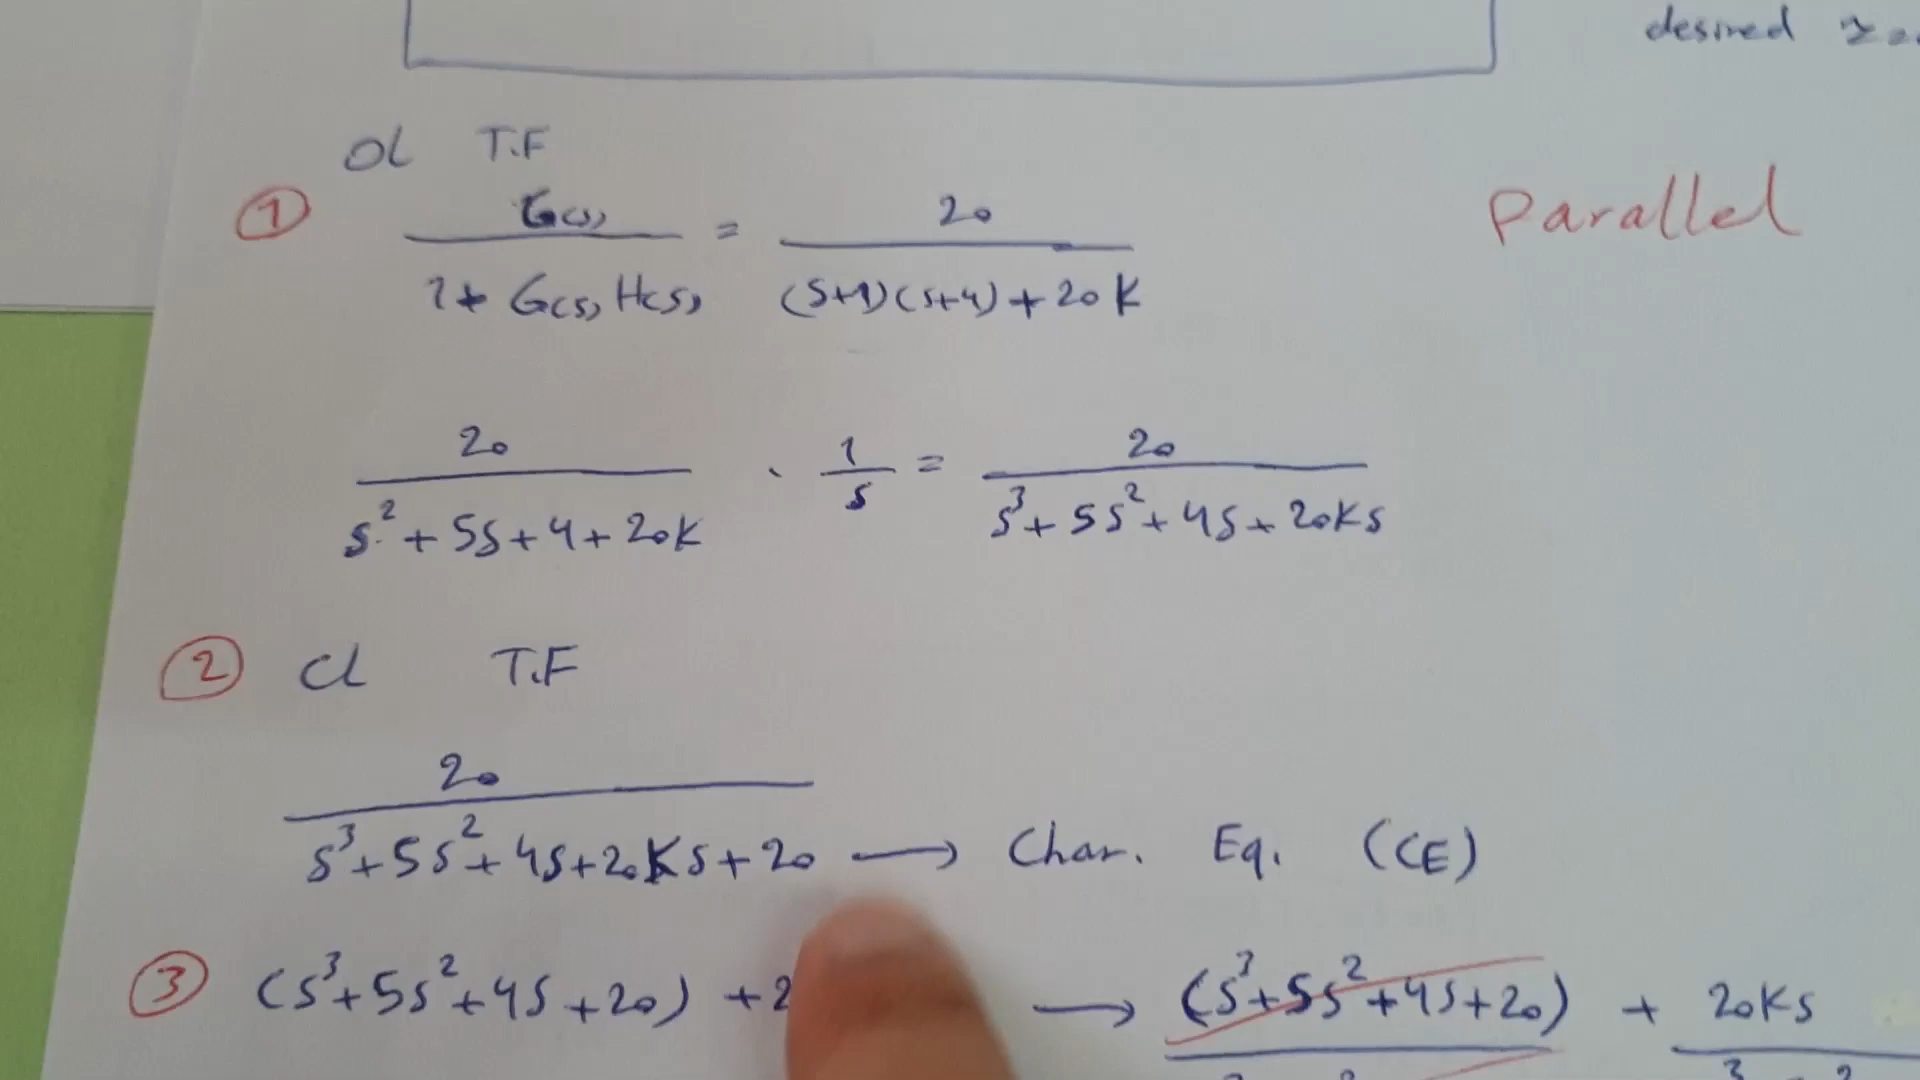 desired
OL T.F
① G(s) / 1 + G(s) H(s) = 20 / (s+1)(s+4) + 20K
Parallel
20 / s² + 5s + 4 + 20K · 1/s = 20 / s³ + 5s² + 4s + 20Ks
② CL T.F
20 / s³ + 5s² + 4s + 20Ks + 20 → Char. Eq. (CE)
③ (s³ + 5s² + 4s + 20) + 2 → (s³ + 5s² + 4s + 20) + 20Ks